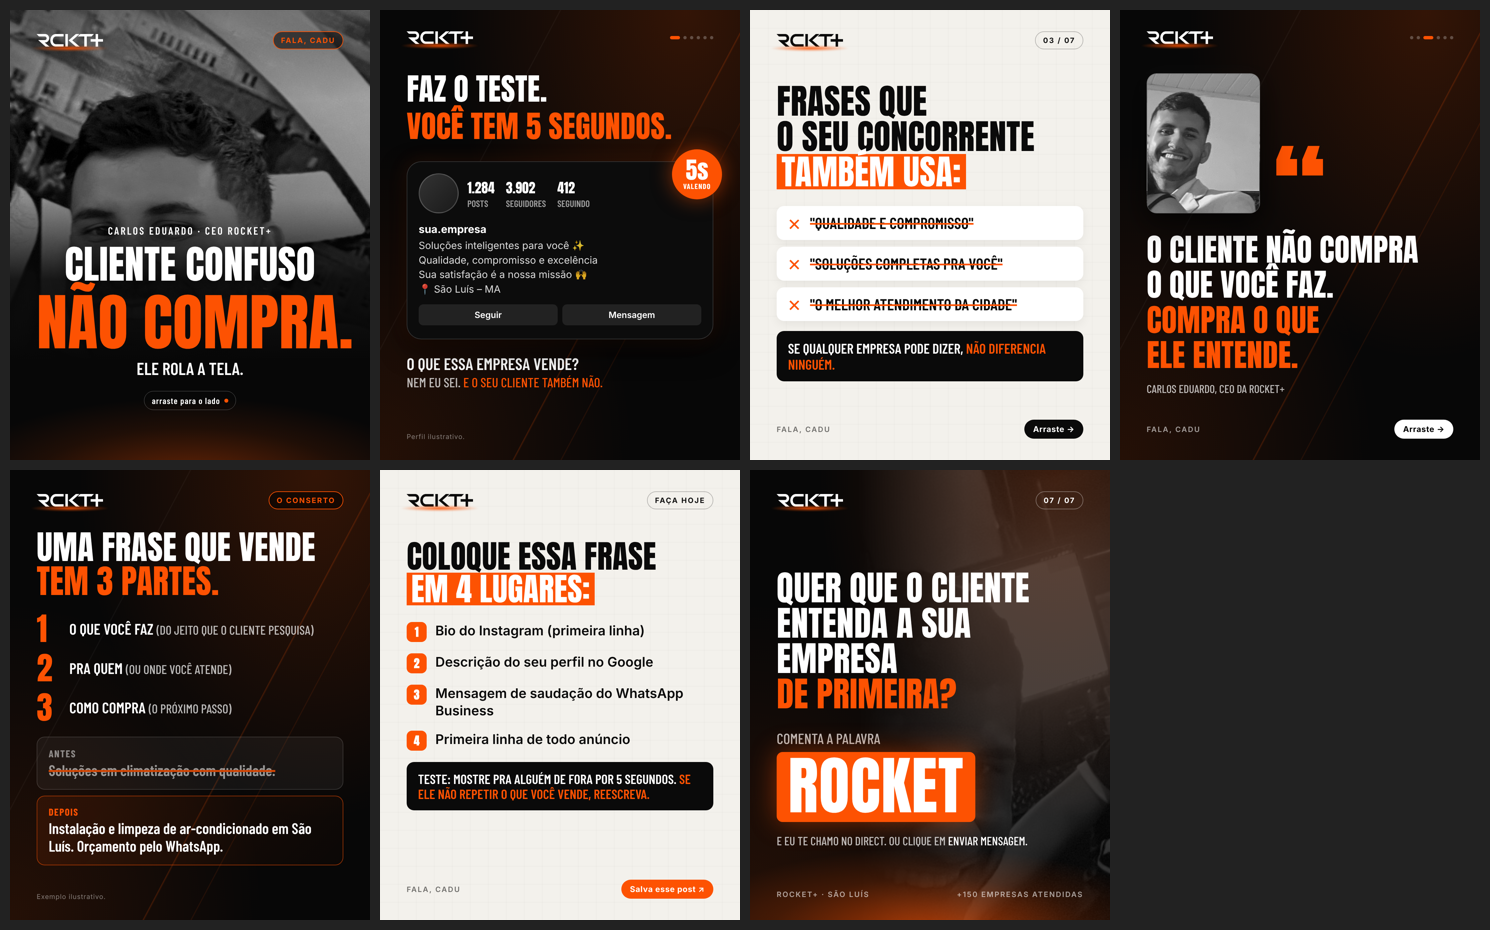 RCKT+
FALA, CADU
CARLOS EDUARDO · CEO ROCKET+
CLIENTE CONFUSO
NÃO COMPRA.
ELE ROLA A TELA.
arraste para o lado
RCKT+
FAZ O TESTE.
VOCÊ TEM 5 SEGUNDOS.
5s
VALENDO
1.284 3.902 412
POSTS SEGUIDORES SEGUINDO
sua.empresa
Soluções inteligentes para você ✨
Qualidade, compromisso e excelência
Sua satisfação é a nossa missão 🙌
📍 São Luís – MA
Seguir Mensagem
O QUE ESSA EMPRESA VENDE?
NEM EU SEI. E O SEU CLIENTE TAMBÉM NÃO.
Perfil ilustrativo.
RCKT+
03 / 07
FRASES QUE
O SEU CONCORRENTE
TAMBÉM USA:
✕ "QUALIDADE E COMPROMISSO"
✕ "SOLUÇÕES COMPLETAS PRA VOCÊ"
✕ "O MELHOR ATENDIMENTO DA CIDADE"
SE QUALQUER EMPRESA PODE DIZER, NÃO DIFERENCIA
NINGUÉM.
FALA, CADU
Arraste →
RCKT+
“
O CLIENTE NÃO COMPRA
O QUE VOCÊ FAZ.
COMPRA O QUE
ELE ENTENDE.
CARLOS EDUARDO, CEO DA ROCKET+
FALA, CADU
Arraste →
RCKT+
O CONSERTO
UMA FRASE QUE VENDE
TEM 3 PARTES.
1 O QUE VOCÊ FAZ (DO JEITO QUE O CLIENTE PESQUISA)
2 PRA QUEM (OU ONDE VOCÊ ATENDE)
3 COMO COMPRA (O PRÓXIMO PASSO)
ANTES
Soluções em climatização com qualidade.
DEPOIS
Instalação e limpeza de ar-condicionado em São
Luís. Orçamento pelo WhatsApp.
Exemplo ilustrativo.
RCKT+
FAÇA HOJE
COLOQUE ESSA FRASE
EM 4 LUGARES:
1 Bio do Instagram (primeira linha)
2 Descrição do seu perfil no Google
3 Mensagem de saudação do WhatsApp
Business
4 Primeira linha de todo anúncio
TESTE: MOSTRE PRA ALGUÉM DE FORA POR 5 SEGUNDOS. SE
ELE NÃO REPETIR O QUE VOCÊ VENDE, REESCREVA.
FALA, CADU
Salva esse post ↗
RCKT+
07 / 07
QUER QUE O CLIENTE
ENTENDA A SUA
EMPRESA
DE PRIMEIRA?
COMENTA A PALAVRA
ROCKET
E EU TE CHAMO NO DIRECT. OU CLIQUE EM ENVIAR MENSAGEM.
ROCKET+ · SÃO LUÍS
+150 EMPRESAS ATENDIDAS